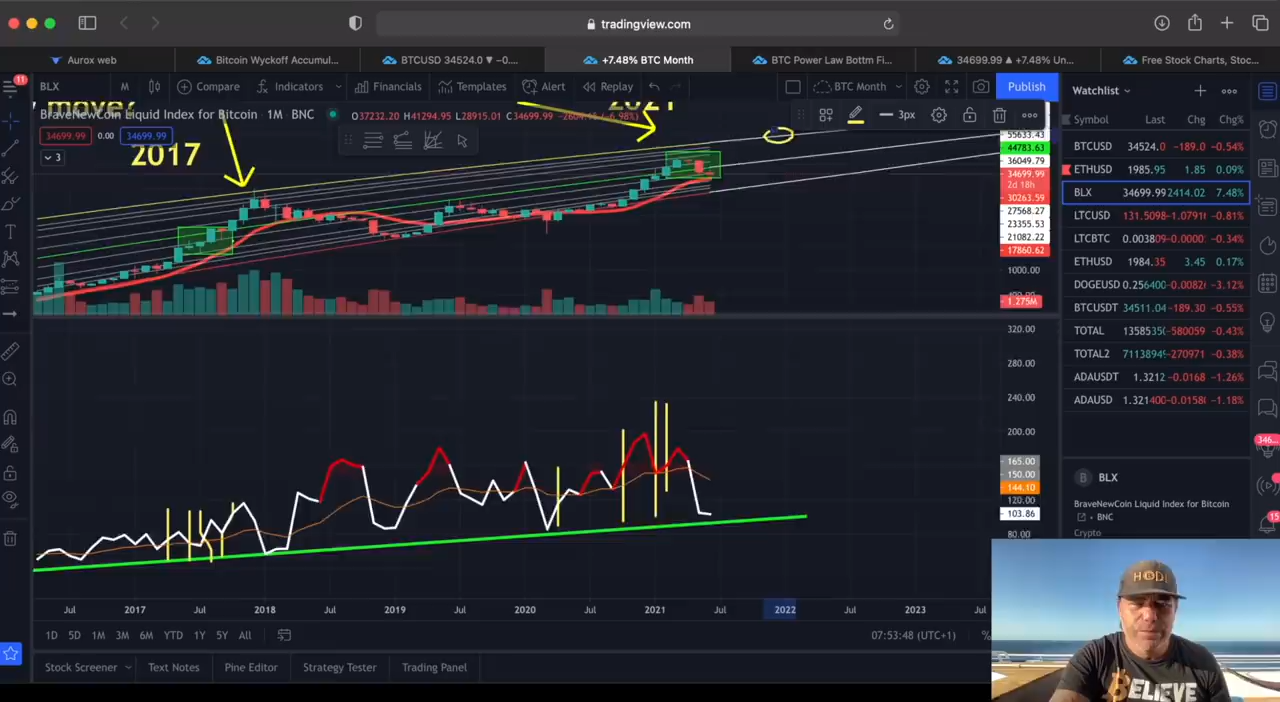 tradingview.com
Aurox web
Bitcoin Wyckoff Accumul...
BTCUSD 34524.0 ▼ −0....
+7.48% BTC Month
BTC Power Law Bottm Fi...
34699.99 ▲ +7.48% Un...
Free Stock Charts, Stoc...
11
BLX
M
Compare
Indicators
Financials
Templates
Alert
Replay
BTC Month
Publish
BraveNewCoin Liquid Index for Bitcoin 1M BNC
O37232.20 H41294.95 L28915.01 C34699.99
34699.99 0.00 34699.99
3
2017
2021
3px
55633.43
44783.63
36049.79
34699.99
2d 18h
30263.59
27568.27
23355.53
21082.22
17860.62
1000.00
1.275M
320.00
280.00
240.00
200.00
165.00
150.00
144.10
120.00
103.86
80.00
Jul 2017 Jul 2018 Jul 2019 Jul 2020 Jul 2021 Jul 2022 Jul 2023 Jul
1D 5D 1M 3M 6M YTD 1Y 5Y All
07:53:48 (UTC+1) %
Stock Screener
Text Notes
Pine Editor
Strategy Tester
Trading Panel
Watchlist
Symbol Last Chg Chg%
BTCUSD 34524.0 −189.0 −0.54%
ETHUSD 1985.95 1.85 0.09%
BLX 34699.99 2414.02 7.48%
LTCUSD 131.5098 −1.0791 −0.81%
LTCBTC 0.003809 −0.0000 −0.34%
ETHUSD 1984.35 3.45 0.17%
DOGEUSD 0.256400 −0.0082 −3.12%
BTCUSDT 34511.04 −189.30 −0.55%
TOTAL 1358535 −580059 −0.43%
TOTAL2 7113894 −270971 −0.38%
ADAUSDT 1.3212 −0.0168 −1.26%
ADAUSD 1.321400 −0.0158 −1.18%
346...
15
B BLX
BraveNewCoin Liquid Index for Bitcoin
BNC
Crypto
BELIEVE